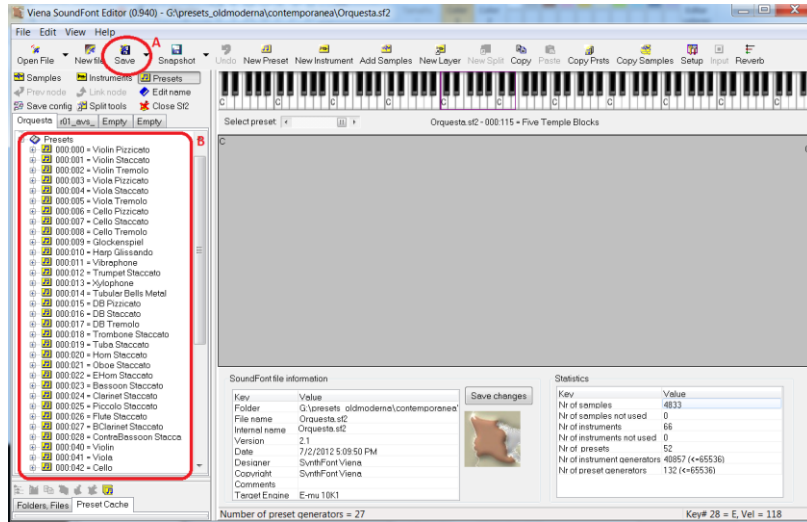 Viena SoundFont Editor (0.940) - G:\presets_oldmoderna\contemporanea\Orquesta.sf2
File Edit View Help
A
Open File New file Save Snapshot Undo New Preset New Instrument Add Samples New Layer New Split Copy Paste Copy Prsts Copy Samples Setup Input Reverb
Samples Instruments Presets
Prev node Link node Edit name
Save config Split tools Close Sf2
C C C C C C C
Orquesta r01_avs_ Empty Empty
Select preset Orquesta.sf2 - 000:115 = Five Temple Blocks
B
C
Presets
000:000 = Violin Pizzicato
000:001 = Violin Staccato
000:002 = Violin Tremolo
000:003 = Viola Pizzicato
000:004 = Viola Staccato
000:005 = Viola Tremolo
000:006 = Cello Pizzicato
000:007 = Cello Staccato
000:008 = Cello Tremolo
000:009 = Glockenspiel
000:010 = Harp Glissando
000:011 = Vibraphone
000:012 = Trumpet Staccato
000:013 = Xylophone
000:014 = Tubular Bells Metal
000:015 = DB Pizzicato
000:016 = DB Staccato
000:017 = DB Tremolo
000:018 = Trombone Staccato
000:019 = Tuba Staccato
000:020 = Horn Staccato
000:021 = Oboe Staccato
000:022 = EHorn Staccato
000:023 = Bassoon Staccato
000:024 = Clarinet Staccato
000:025 = Piccolo Staccato
000:026 = Flute Staccato
000:027 = BClarinet Staccato
000:028 = ContraBassoon Stacca
000:040 = Violin
000:041 = Viola
000:042 = Cello
Folders, Files Preset Cache
SoundFont file information
Key Value
Folder G:\presets_oldmoderna\contemporanea'
File name Orquesta.sf2
Internal name Orquesta.sf2
Version 2.1
Date 7/2/2012 5:09:50 PM
Designer SynthFont Viena
Copyright SynthFont Viena
Comments
Target Engine E-mu 10K1
Save changes
Statistics
Key Value
Nr of samples 4833
Nr of samples not used 0
Nr of instruments 66
Nr of instruments not used 0
Nr of presets 52
Nr of instrument generators 40857 (<=65536)
Nr of preset generators 132 (<=65536)
Number of preset generators = 27
Key# 28 = E, Vel = 118